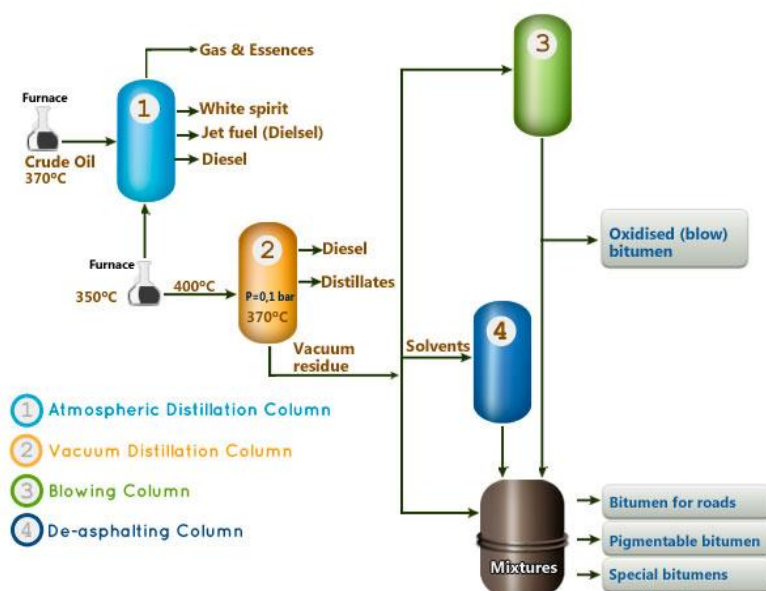 Gas & Essences
3
Furnace
1
White spirit
Jet fuel (Dielsel)
Crude Oil
370ºC
Diesel
Oxidised (blow)
bitumen
2
Diesel
Furnace
400ºC
350ºC
Distillates
P=0,1 bar
370ºC
4
Vacuum
residue
Solvents
1 Atmospheric Distillation Column
2 Vacuum Distillation Column
3 Blowing Column
4 De-asphalting Column
Mixtures
Bitumen for roads
Pigmentable bitumen
Special bitumens